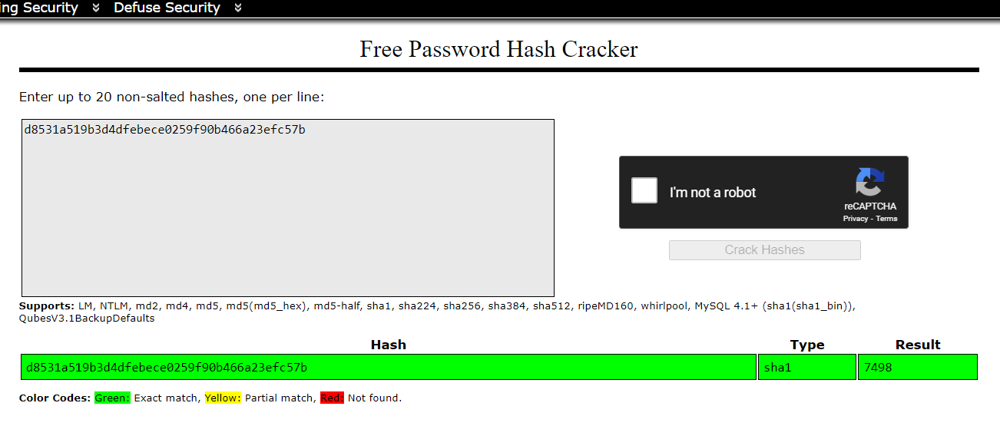 ing Security Defuse Security
Free Password Hash Cracker
Enter up to 20 non-salted hashes, one per line:
d8531a519b3d4dfebece0259f90b466a23efc57b
I'm not a robot
reCAPTCHA
Privacy - Terms
Crack Hashes
Supports: LM, NTLM, md2, md4, md5, md5(md5_hex), md5-half, sha1, sha224, sha256, sha384, sha512, ripeMD160, whirlpool, MySQL 4.1+ (sha1(sha1_bin)),
QubesV3.1BackupDefaults
Hash Type Result
d8531a519b3d4dfebece0259f90b466a23efc57b sha1 7498
Color Codes: Green: Exact match, Yellow: Partial match, Red: Not found.